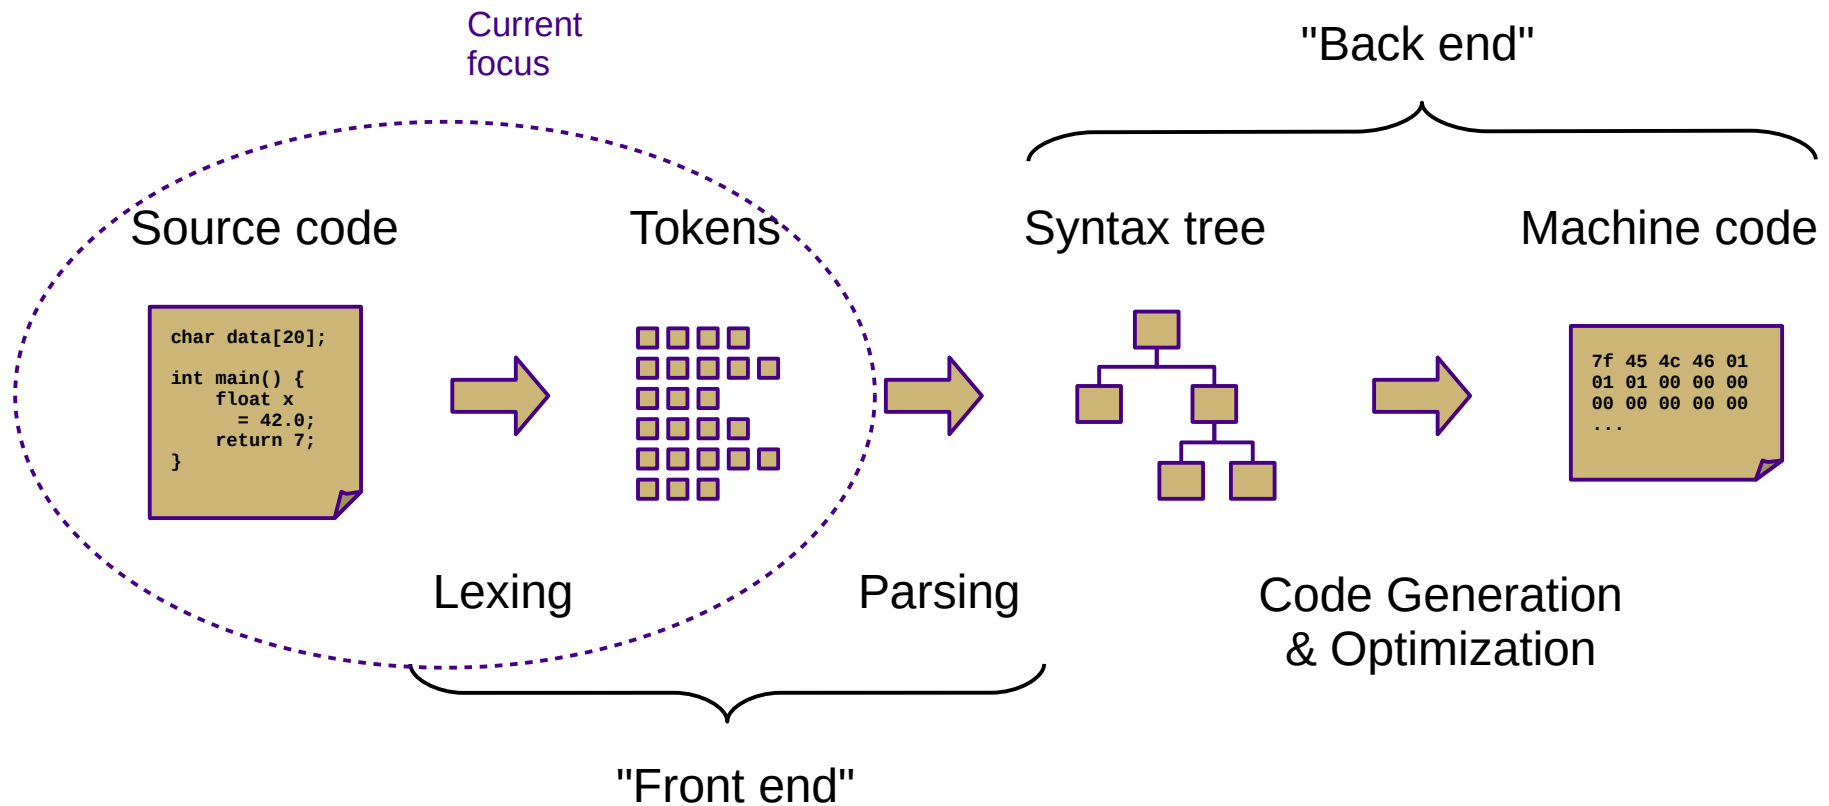 Current
focus
"Back end"
Source code
Tokens
Syntax tree
Machine code
char data[20];
int main() {
    float x
      = 42.0;
    return 7;
}
7f 45 4c 46 01
01 01 00 00 00
00 00 00 00 00
...
Lexing
Parsing
Code Generation
& Optimization
"Front end"